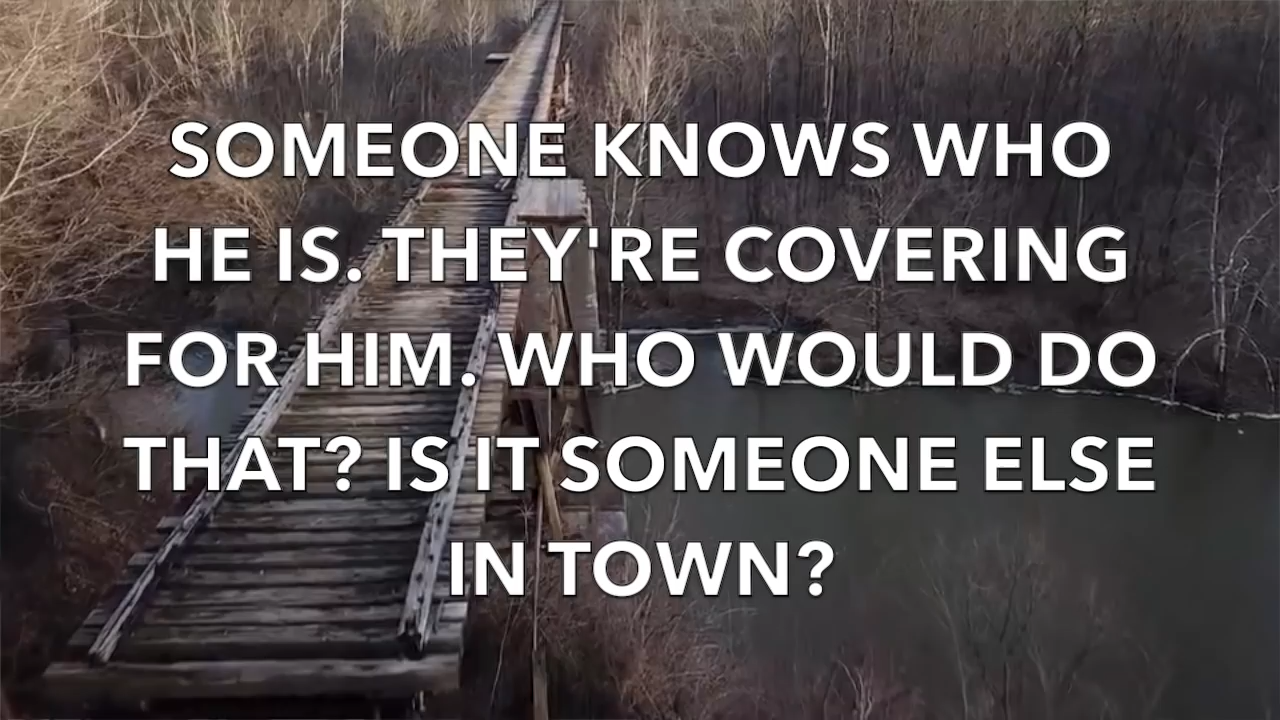 SOMEONE KNOWS WHO
HE IS. THEY'RE COVERING
FOR HIM. WHO WOULD DO
THAT? IS IT SOMEONE ELSE
IN TOWN?